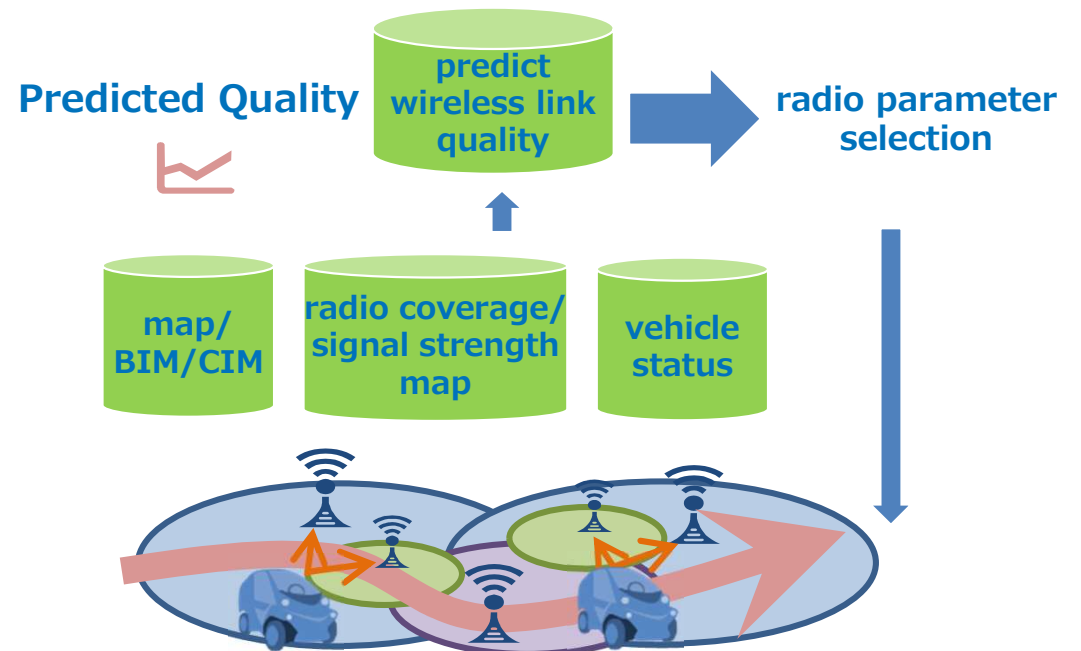 predict
wireless link
quality
Predicted Quality
radio parameter
selection
map/
BIM/CIM
radio coverage/
signal strength
map
vehicle
status